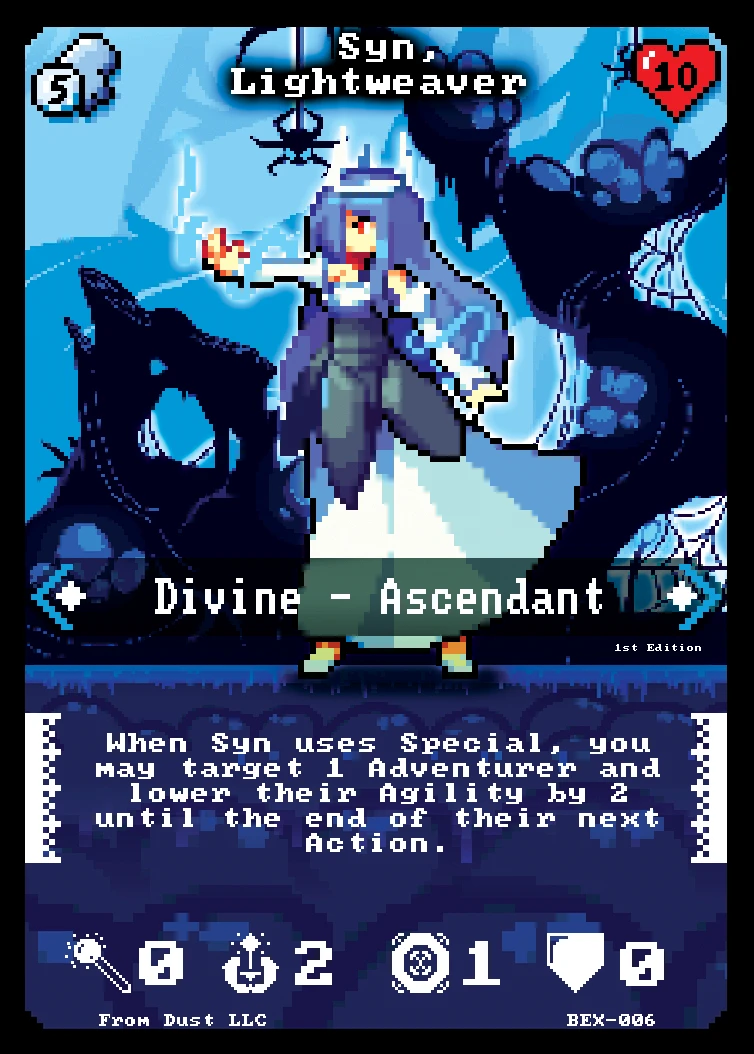 Syn,
Lightweaver
5
10
Divine - Ascendant
1st Edition
When Syn uses Special, you
may target 1 Adventurer and
lower their Agility by 2
until the end of their next
Action.
0 2 1 0
From Dust LLC BEX-006